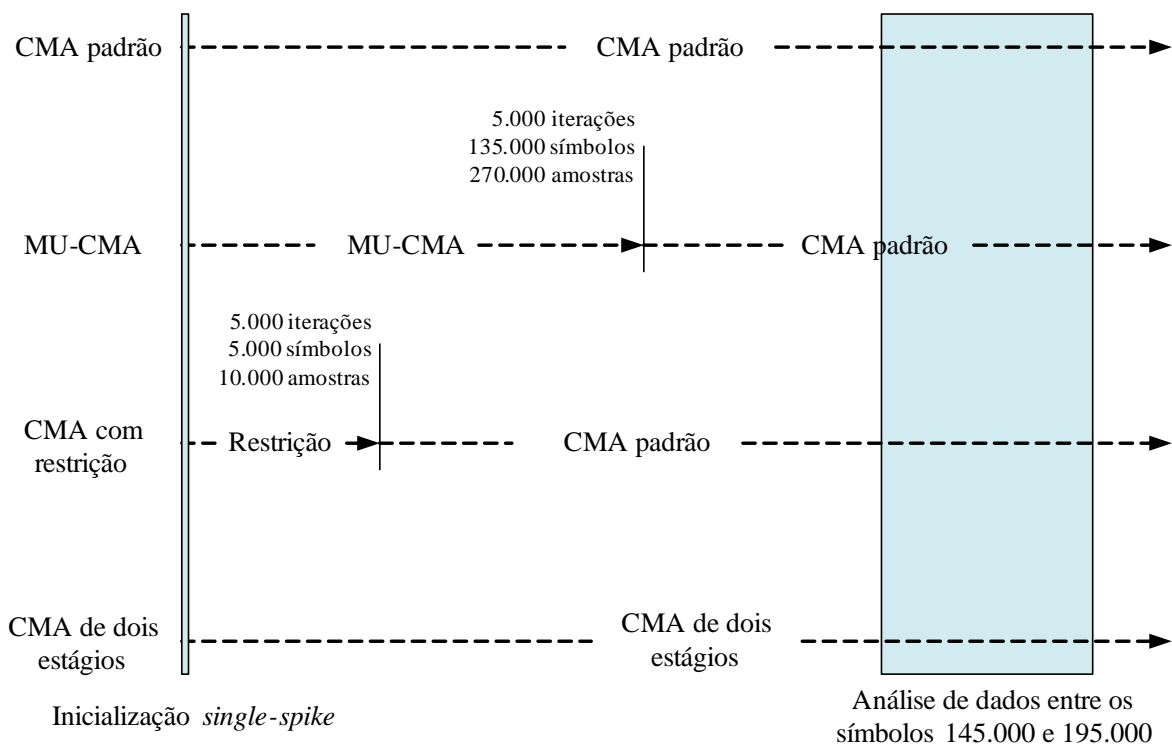 CMA padrão
CMA padrão
5.000 iterações
135.000 símbolos
270.000 amostras
MU-CMA
MU-CMA
CMA padrão
5.000 iterações
5.000 símbolos
10.000 amostras
CMA com
restrição
Restrição
CMA padrão
CMA de dois
estágios
CMA de dois
estágios
Inicialização single-spike
Análise de dados entre os
símbolos 145.000 e 195.000